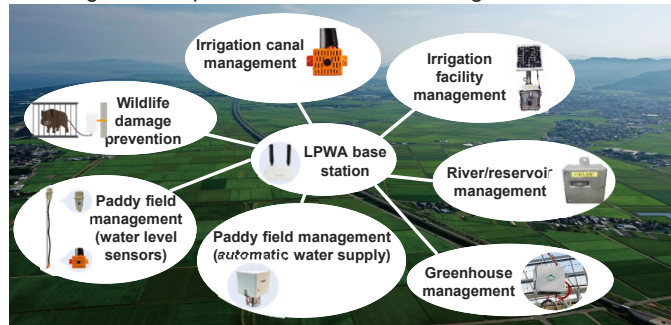 Irrigation canal
management
Irrigation
facility
management
Wildlife
damage
prevention
LPWA base
station
River/reservoir
management
Paddy field
management
(water level
sensors)
Paddy field management
(automatic water supply)
Greenhouse
management